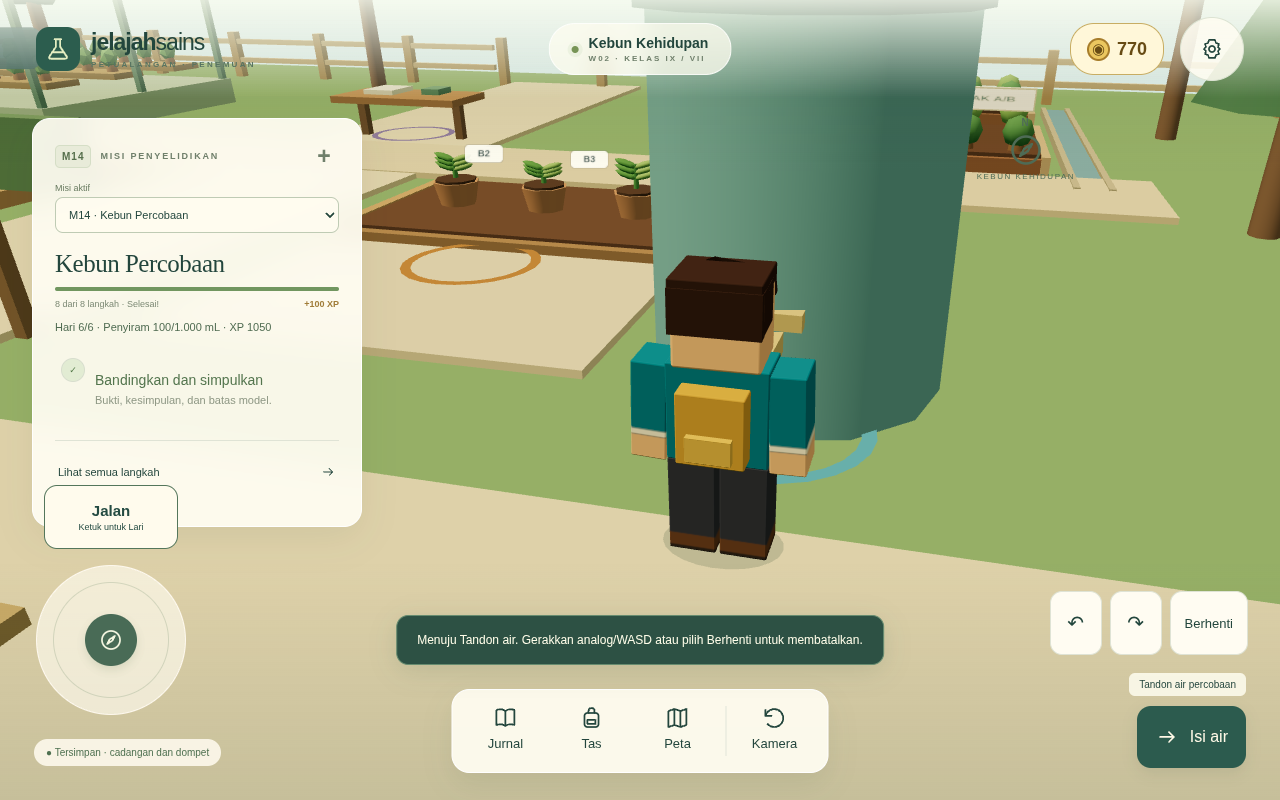 jelajahsains
PETUALANGAN · PENEMUAN
Kebun Kehidupan
W02 · KELAS IX / VII
770
M14 MISI PENYELIDIKAN
+
Misi aktif
M14 · Kebun Percobaan
Kebun Percobaan
8 dari 8 langkah · Selesai!
+100 XP
Hari 6/6 · Penyiram 100/1.000 mL · XP 1050
✓
Bandingkan dan simpulkan
Bukti, kesimpulan, dan batas model.
Lihat semua langkah
Jalan
Ketuk untuk Lari
B2
B3
A/B
KEBUN KEHIDUPAN
Menuju Tandon air. Gerakkan analog/WASD atau pilih Berhenti untuk membatalkan.
Berhenti
Tandon air percobaan
Isi air
Jurnal
Tas
Peta
Kamera
● Tersimpan · cadangan dan dompet